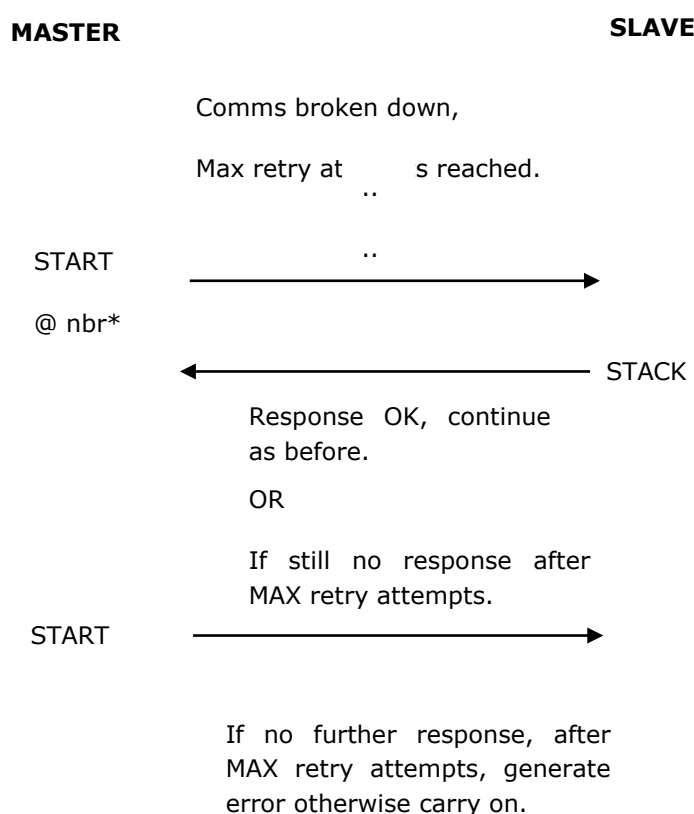 MASTER SLAVE
Comms broken down,
Max retry at s reached.
..
START ..
@ nbr*
STACK
Response OK, continue
as before.
OR
If still no response after
MAX retry attempts.
START
If no further response, after
MAX retry attempts, generate
error otherwise carry on.